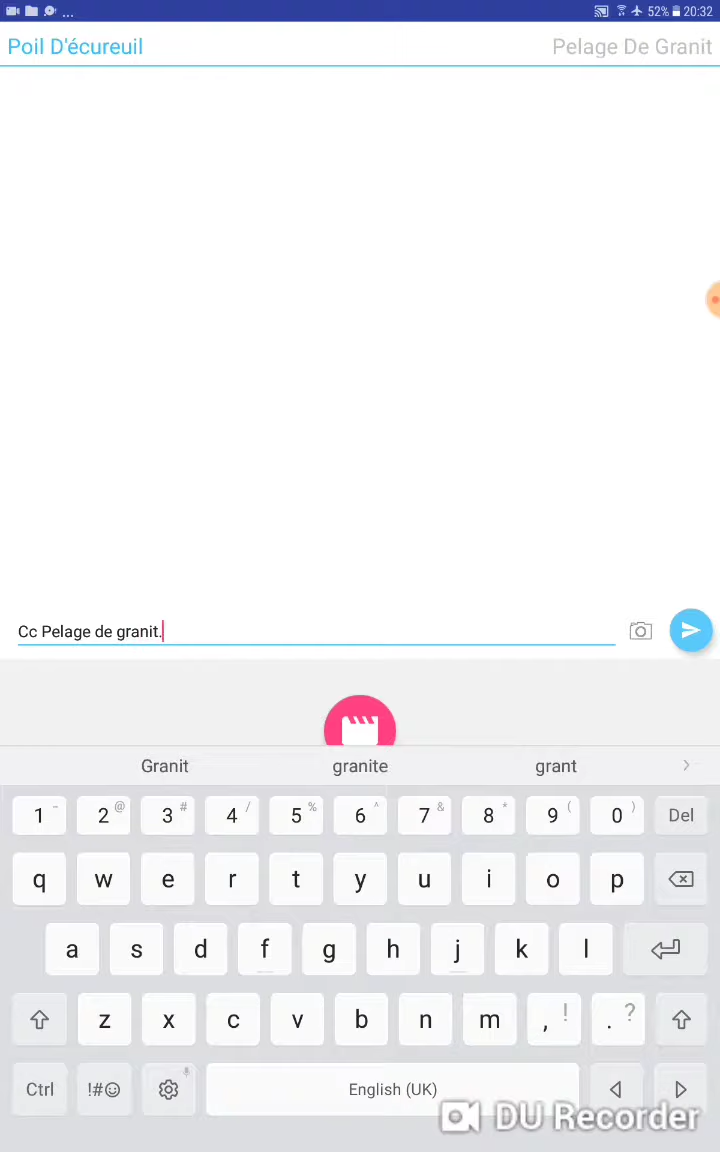 ... 52% 20:32
Poil D'écureuil Pelage De Granit
Cc Pelage de granit.
Granit granite grant
1 - 2 @ 3 # 4 / 5 % 6 ^ 7 & 8 * 9 ( 0 ) Del
q w e r t y u i o p
a s d f g h j k l
z x c v b n m , ! . ?
Ctrl !#☺ English (UK)
DU Recorder